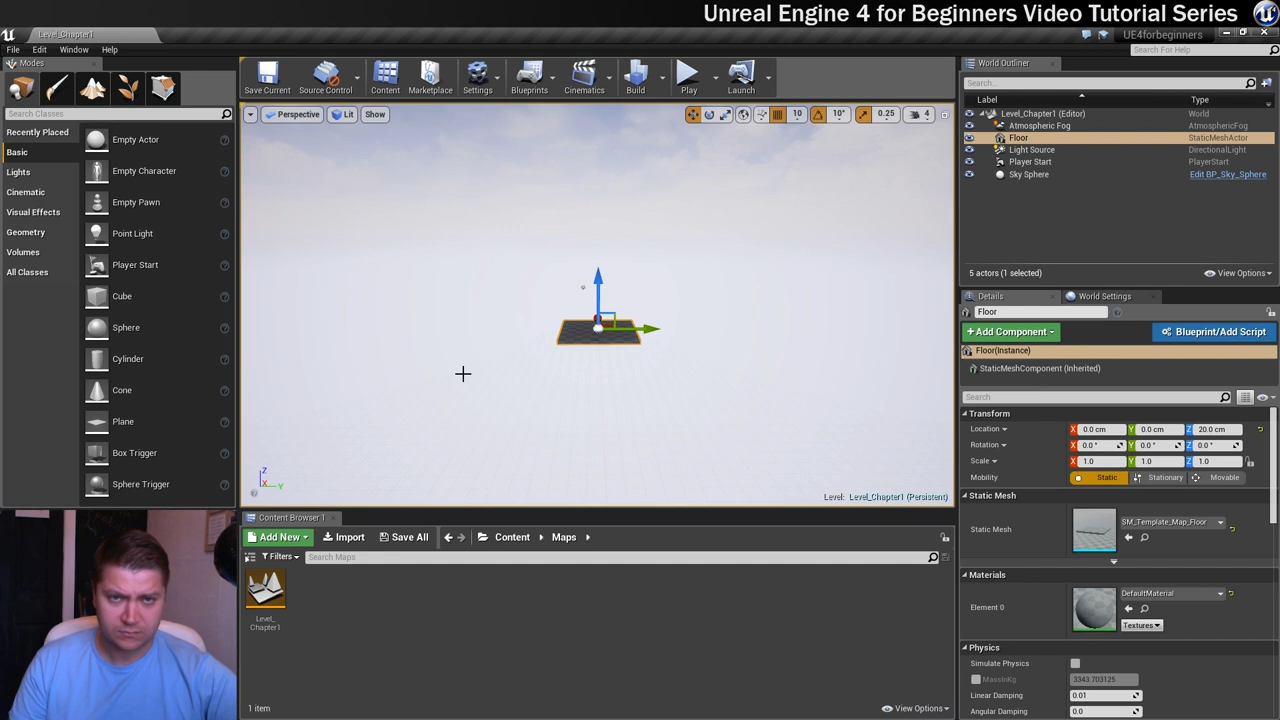 Unreal Engine 4 for Beginners Video Tutorial Series
Level_Chapter1
UE4forbeginners
File Edit Window Help
Search For Help
Modes
Search Classes
Recently Placed
Basic
Lights
Cinematic
Visual Effects
Geometry
Volumes
All Classes
Empty Actor
Empty Character
Empty Pawn
Point Light
Player Start
Cube
Sphere
Cylinder
Cone
Plane
Box Trigger
Sphere Trigger
Save Current Source Control Content Marketplace Settings Blueprints Cinematics Build Play Launch
Perspective Lit Show 10 10° 0.25 4
Z
X Y
Level: Level_Chapter1 (Persistent)
Content Browser 1
Add New Import Save All Content Maps
Filters Search Maps
Level_
Chapter1
1 item View Options
World Outliner
Search...
Label Type
Level_Chapter1 (Editor) World
Atmospheric Fog AtmosphericFog
Floor StaticMeshActor
Light Source DirectionalLight
Player Start PlayerStart
Sky Sphere Edit BP_Sky_Sphere
5 actors (1 selected) View Options
Details World Settings
Floor
+Add Component Blueprint/Add Script
Floor(Instance)
StaticMeshComponent (Inherited)
Search
Transform
Location X 0.0 cm Y 0.0 cm Z 20.0 cm
Rotation X 0.0 ° Y 0.0 ° Z 0.0 °
Scale X 1.0 Y 1.0 Z 1.0
Mobility Static Stationary Movable
Static Mesh
Static Mesh SM_Template_Map_Floor
Materials
Element 0 DefaultMaterial
Textures
Physics
Simulate Physics
MassInKg 3343.703125
Linear Damping 0.01
Angular Damping 0.0